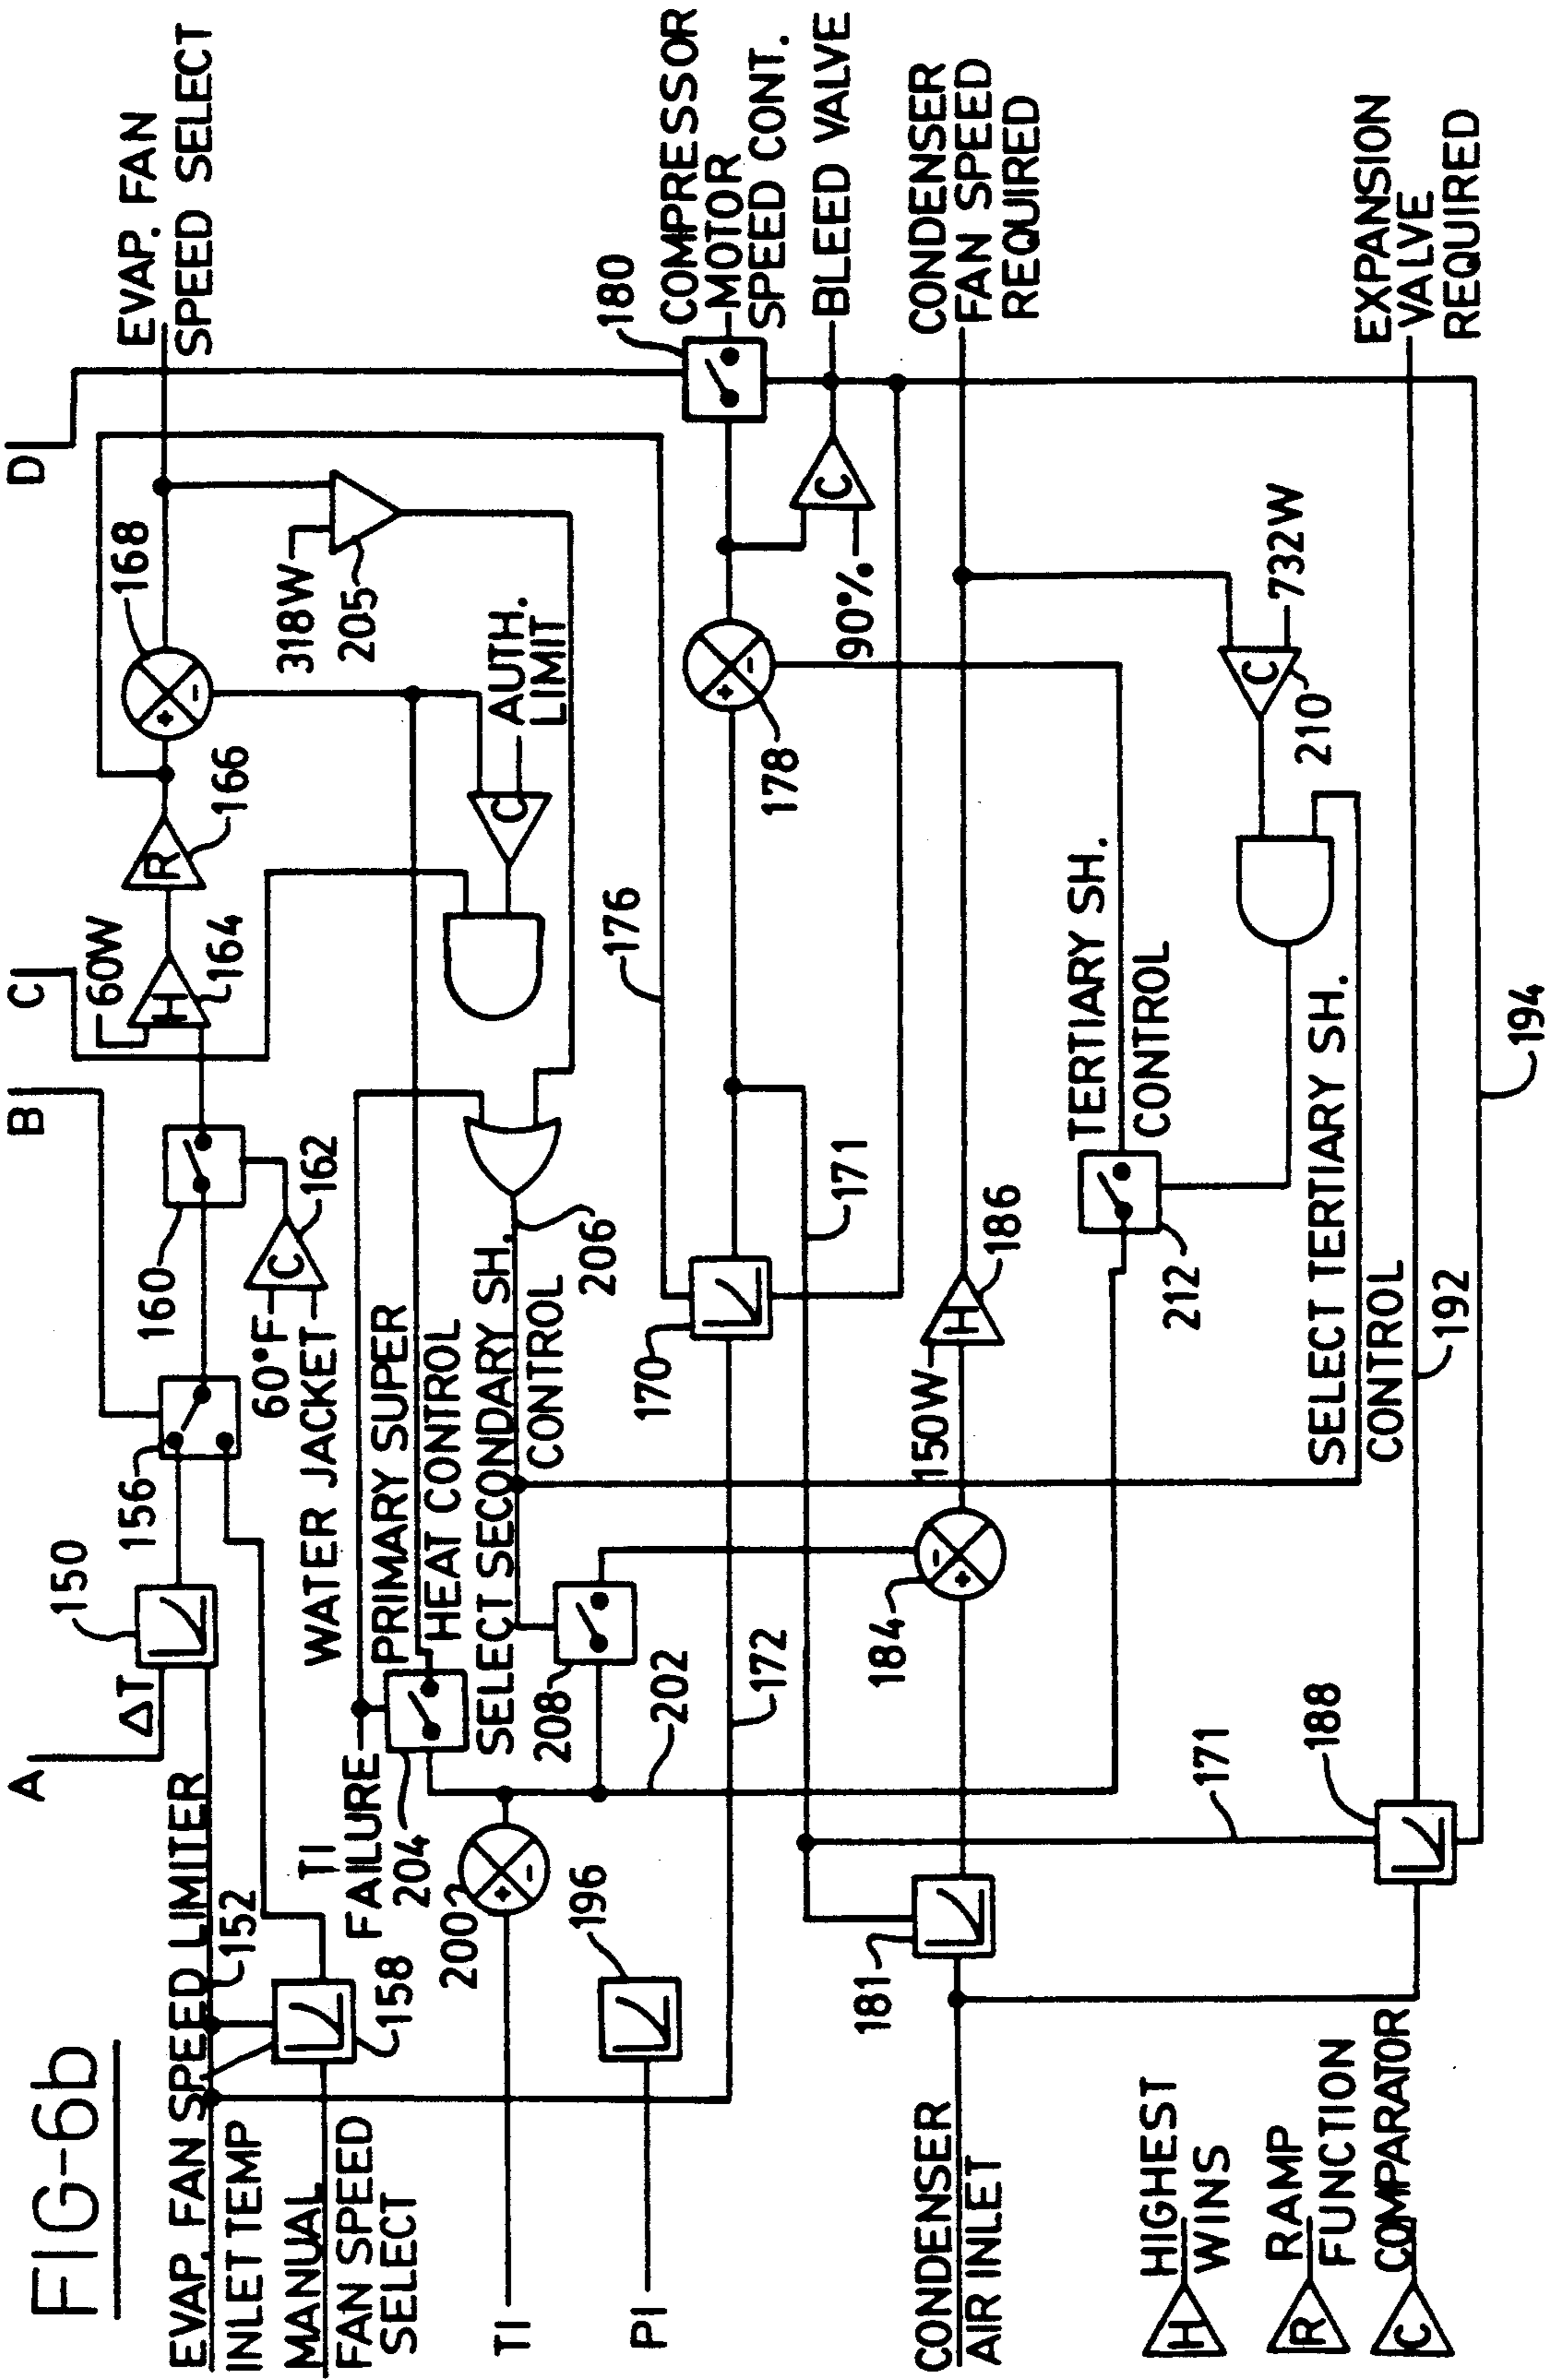 FIG-6b
A
B
C
D
EVAP. FAN SPEED LIMITER
INLET TEMP
152
MANUAL
FAN SPEED
SELECT
158
ΔT
150
156
160
60°F
WATER JACKET
162
60W
164
R
H
166
168
EVAP. FAN
SPEED SELECT
318W
205
AUTH.
LIMIT
C
C
TI
FAILURE
204
PRIMARY SUPER
HEAT CONTROL
SELECT SECONDARY SH.
CONTROL
206
208
202
TI
200
+
-
PI
196
172
170
176
171
178
+
-
180
COMPRESSOR
MOTOR
SPEED CONT.
90%
C
BLEED VALVE
CONDENSER
AIR INLET
181
184
+
-
150W
H
186
CONDENSER
FAN SPEED
REQUIRED
TERTIARY SH.
CONTROL
212
732W
C
210
SELECT TERTIARY SH.
CONTROL
171
188
192
194
EXPANSION
VALVE
REQUIRED
H
HIGHEST
WINS
R
RAMP
FUNCTION
C
COMPARATOR
+
-